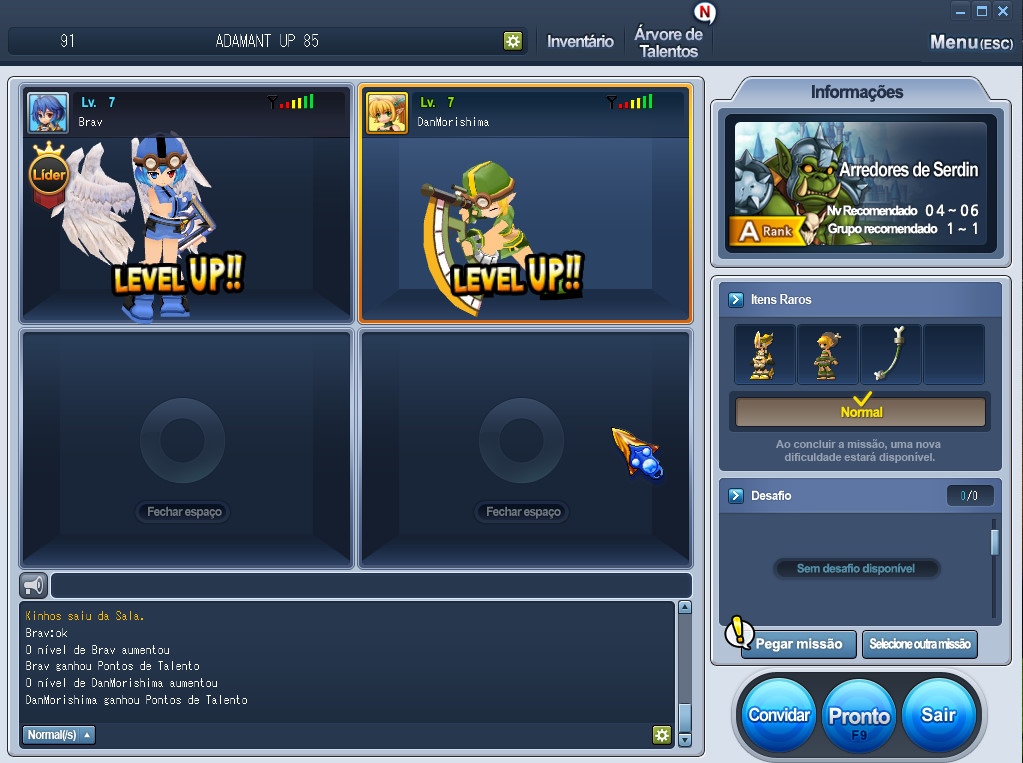 N
91
ADAMANT UP 85
Inventário
Árvore de
Talentos
Menu(ESC)
Lv. 7
Brav
Líder
LEVEL UP!!
Lv. 7
DanMorishima
LEVEL UP!!
Fechar espaço
Fechar espaço
Kinhos saiu da Sala.
Brav:ok
O nível de Brav aumentou
Brav ganhou Pontos de Talento
O nível de DanMorishima aumentou
DanMorishima ganhou Pontos de Talento
Normal(/s)
Informações
Arredores de Serdin
Nv Recomendado 04 ~ 06
Grupo recomendado 1 ~ 1
A Rank
Itens Raros
Normal
Ao concluir a missão, uma nova
dificuldade estará disponível.
Desafio
0/0
Sem desafio disponível
Pegar missão
Selecione outra missão
Convidar
Pronto
F9
Sair